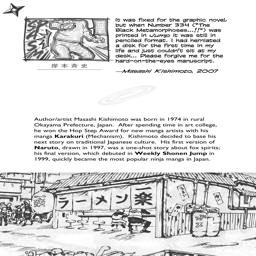 It was fixed for the graphic novel,
but when Number 334 ("The
Black Metamorphoses...!!") was
printed in Jump it was still in
penciled format. I had herniated
a disk for the first time in my
life and just couldn't sit at my
desk... Please forgive me for the
hard-on-the-eyes manuscript.
—Masashi Kishimoto, 2007
岸本斉史
Author/artist Masashi Kishimoto was born in 1974 in rural
Okayama Prefecture, Japan. After spending time in art college,
he won the Hop Step Award for new manga artists with his
manga Karakuri (Mechanism). Kishimoto decided to base his
next story on traditional Japanese culture. His first version of
Naruto, drawn in 1997, was a one-shot story about fox spirits;
his final version, which debuted in Weekly Shonen Jump in
1999, quickly became the most popular ninja manga in Japan.
ラーメン楽